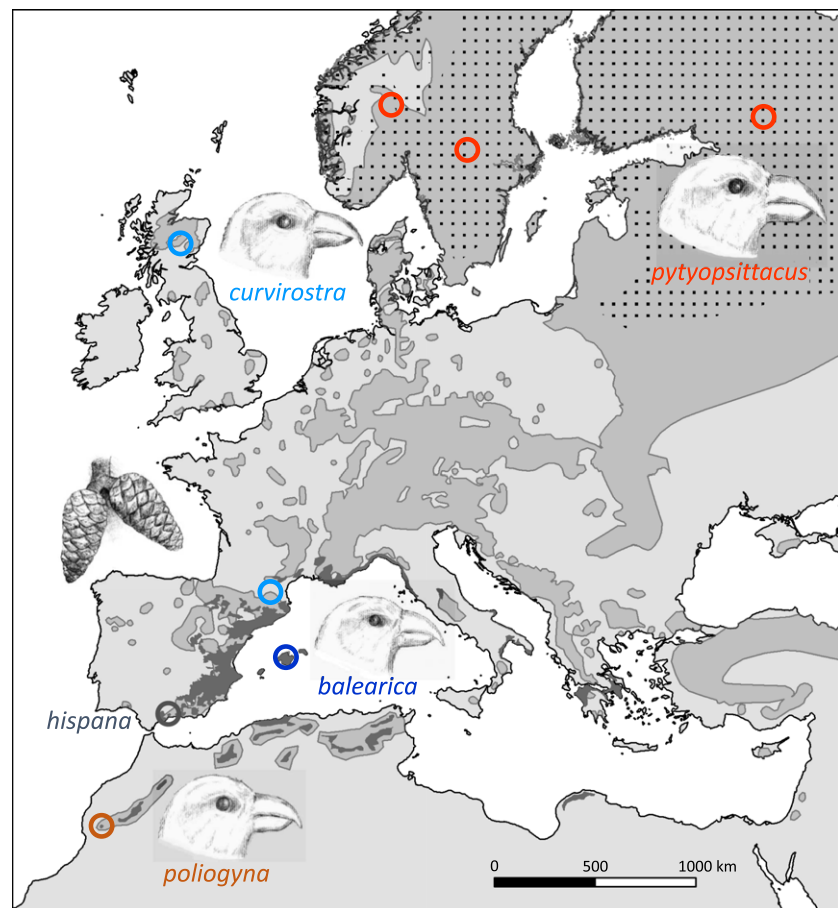 curvirostra
pytyopsittacus
balearica
hispana
poliogyna
0 500 1000 km